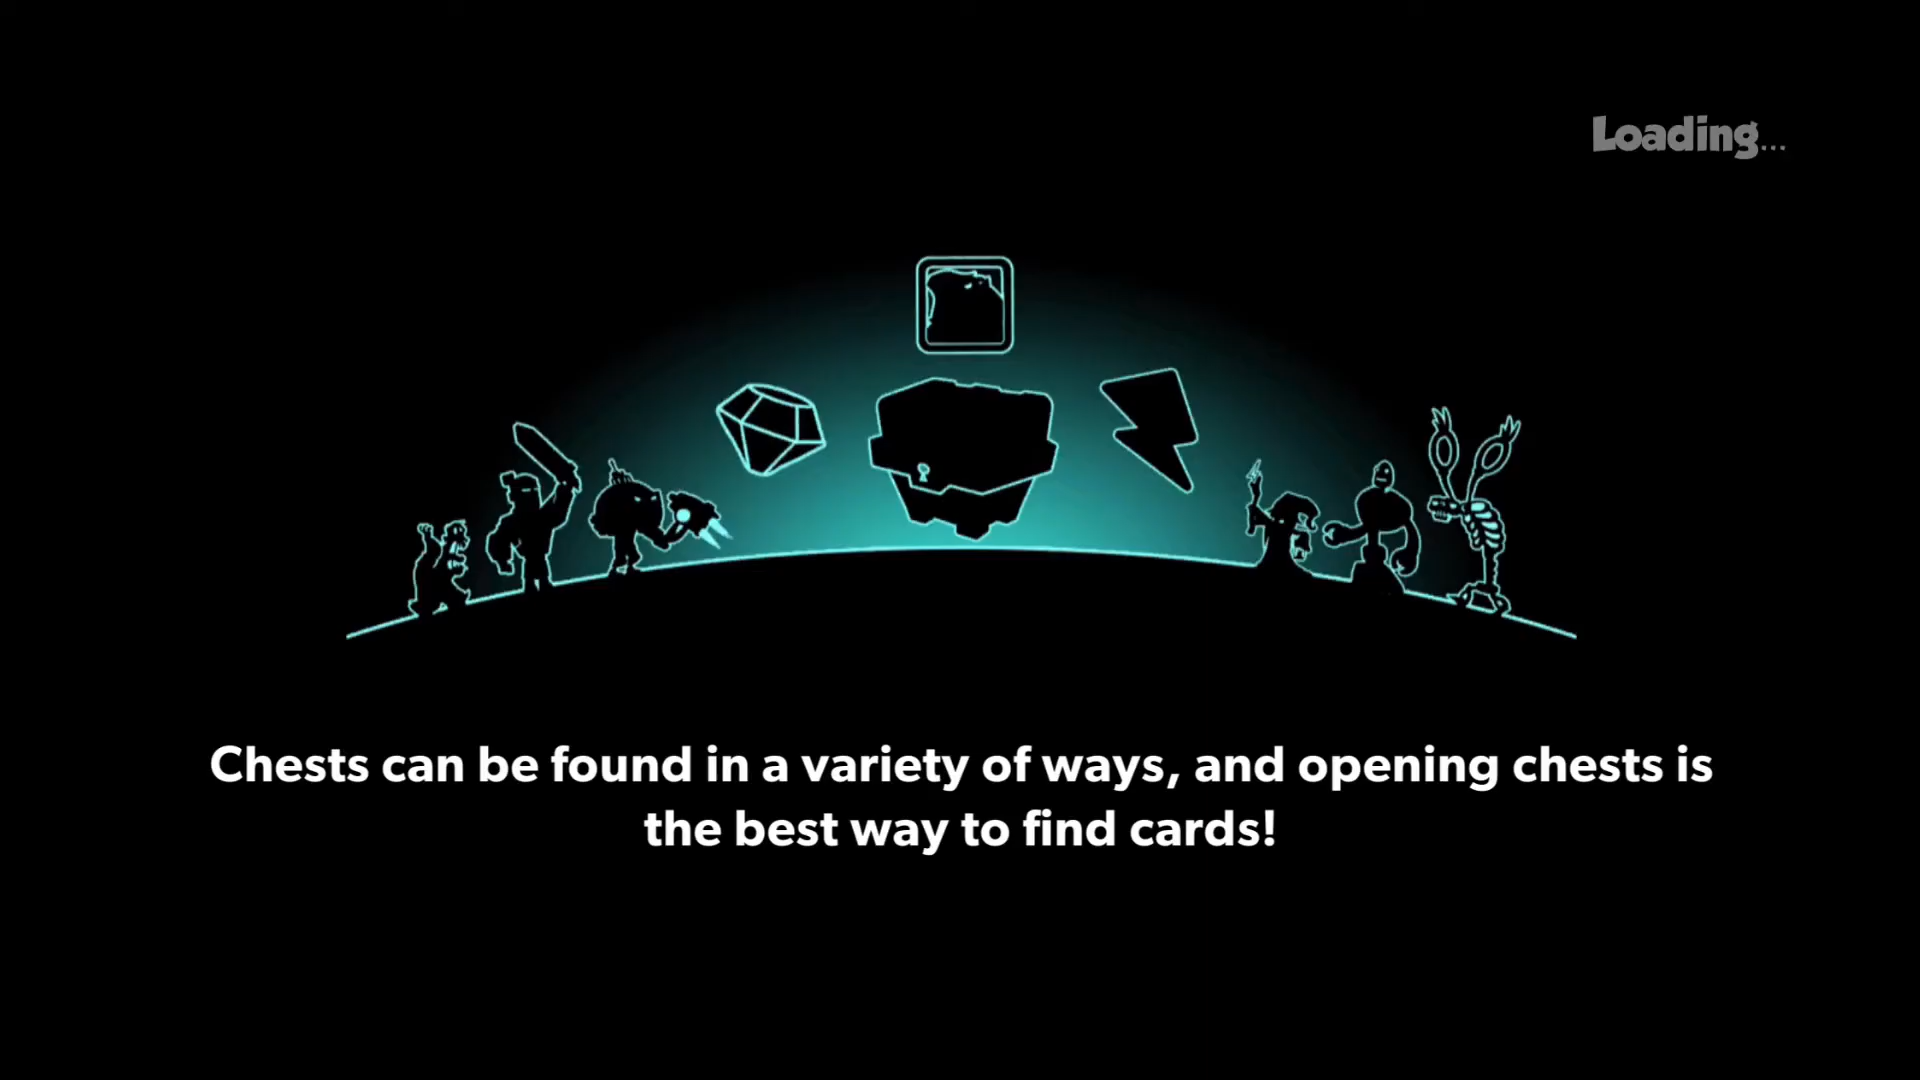 Loading...
Chests can be found in a variety of ways, and opening chests is
the best way to find cards!